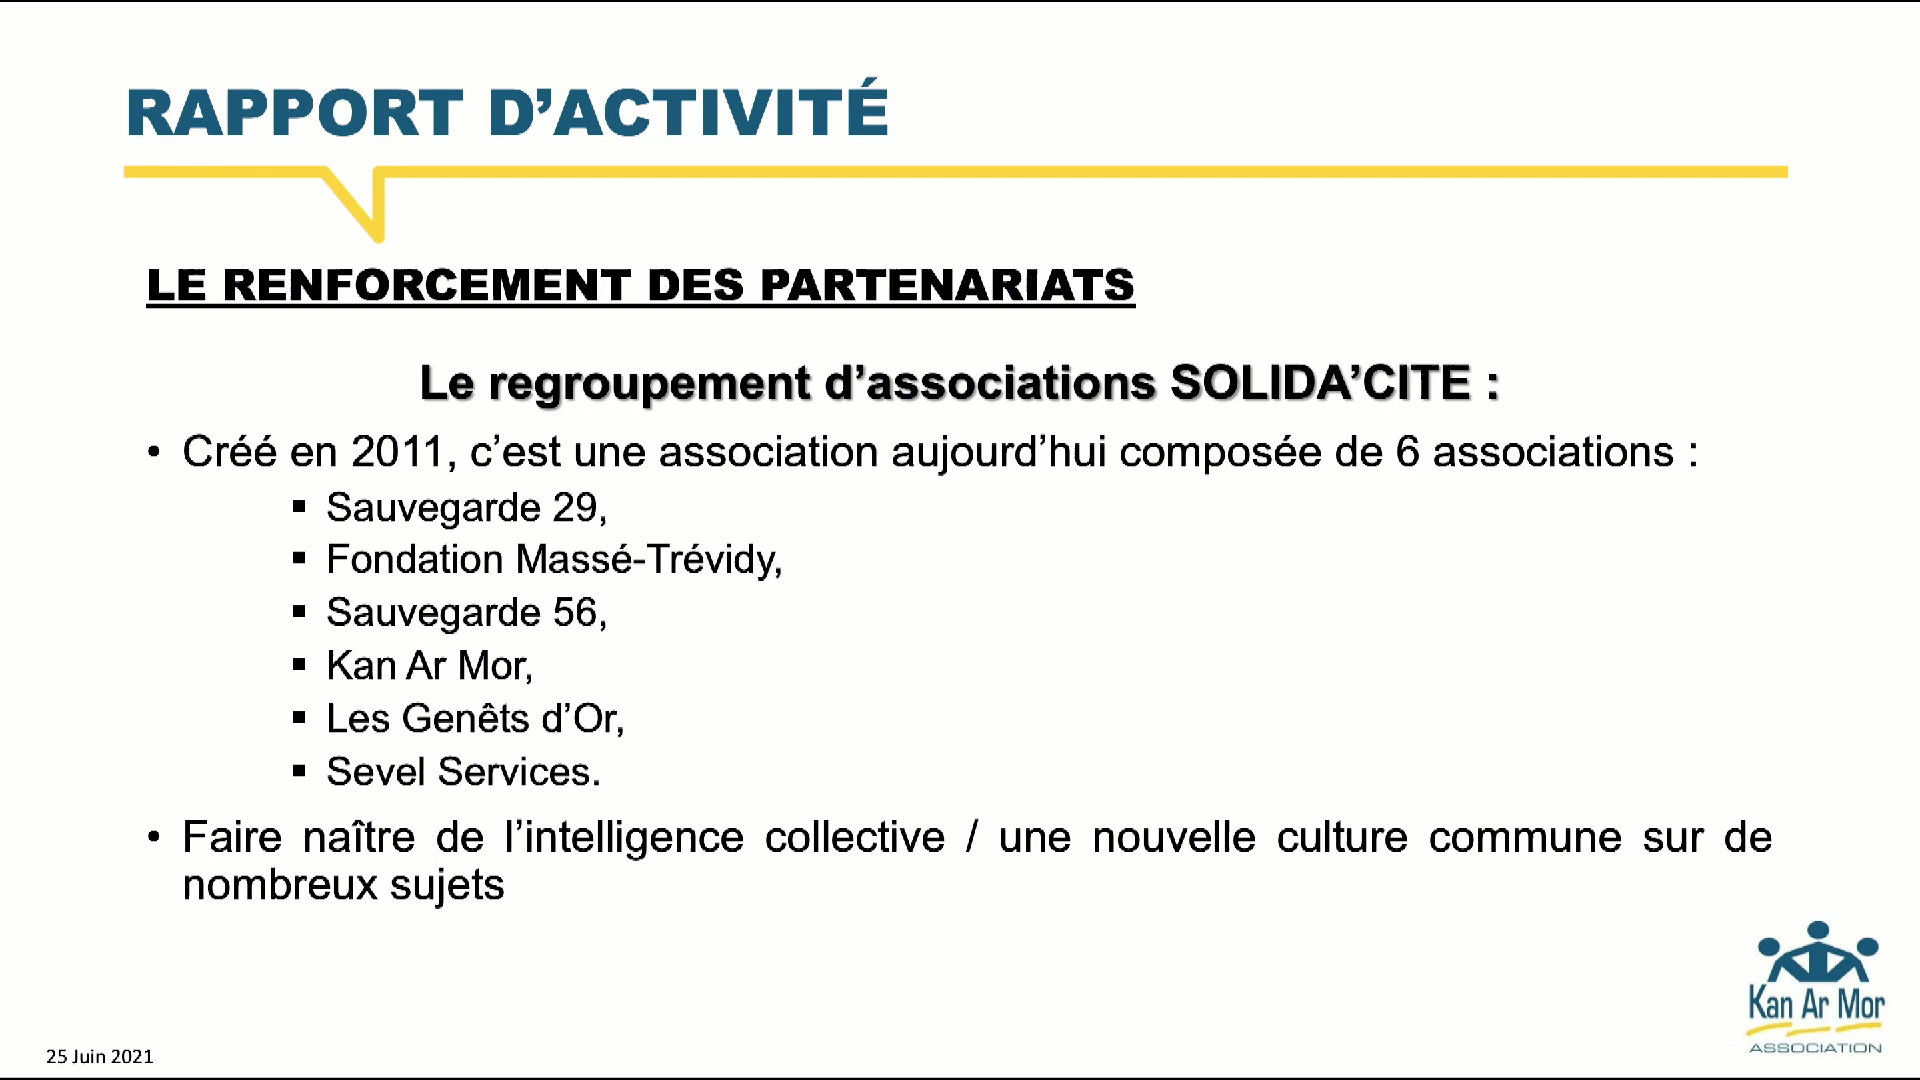 RAPPORT D’ACTIVITÉ
LE RENFORCEMENT DES PARTENARIATS
Le regroupement d’associations SOLIDA’CITE :
• Créé en 2011, c’est une association aujourd’hui composée de 6 associations :
▪ Sauvegarde 29,
▪ Fondation Massé-Trévidy,
▪ Sauvegarde 56,
▪ Kan Ar Mor,
▪ Les Genêts d’Or,
▪ Sevel Services.
• Faire naître de l’intelligence collective / une nouvelle culture commune sur de
nombreux sujets
Kan Ar Mor
ASSOCIATION
25 Juin 2021